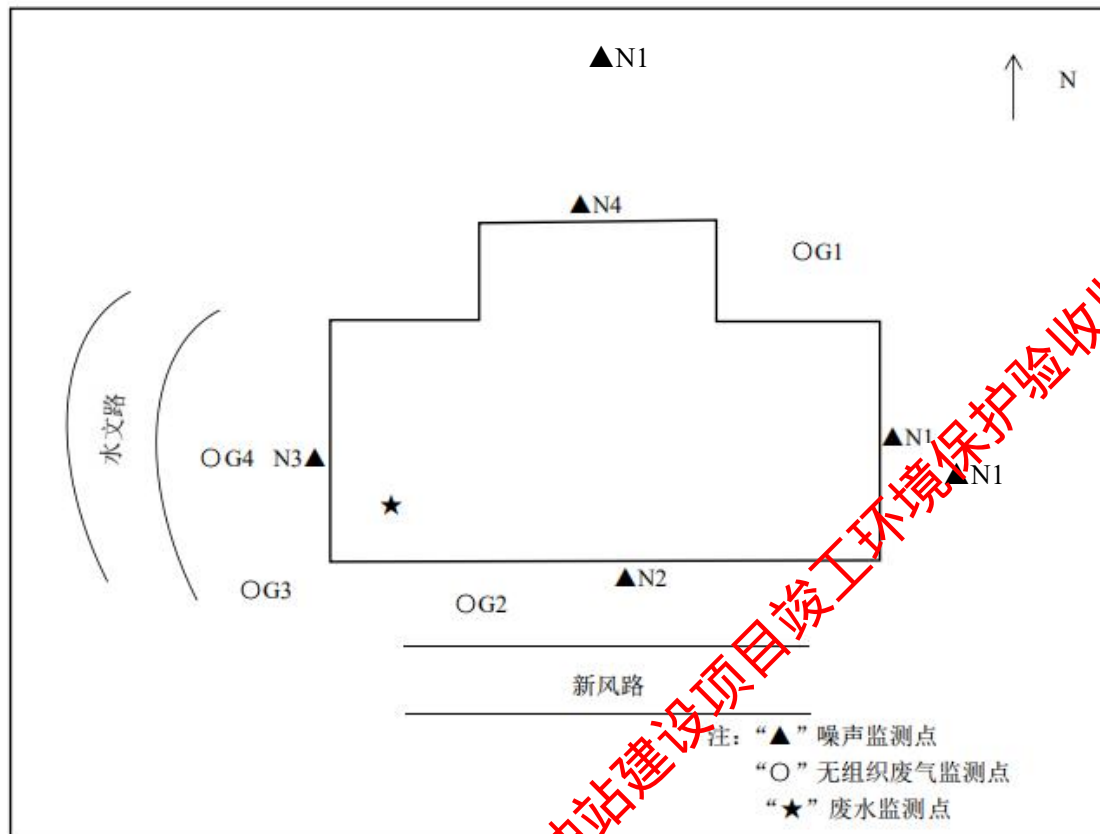 ▲N1
N
▲N4
○G1
水文路
○G4
N3▲
▲N1
▲N1
★
▲N2
○G3
○G2
新风路
注：“▲”噪声监测点
“○”无组织废气监测点
“★”废水监测点
站建设项目竣工环境保护验收